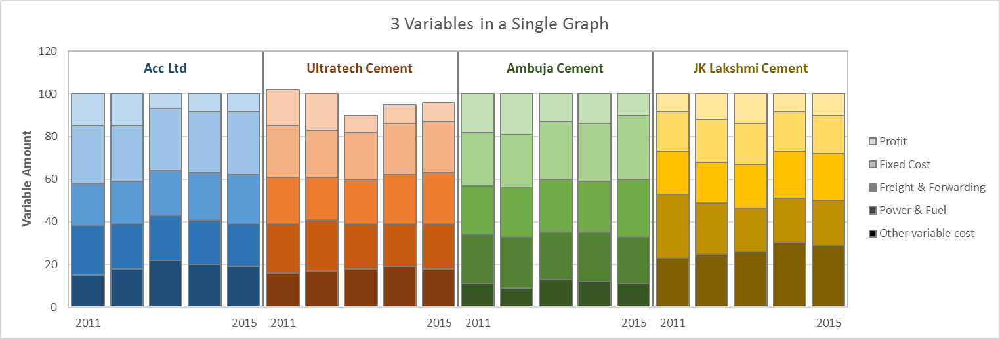 3 Variables in a Single Graph
120
100
80
60
40
20
0
Variable Amount
Acc Ltd
Ultratech Cement
Ambuja Cement
JK Lakshmi Cement
2011 2015 2011 2015 2011 2015 2011 2015
Profit
Fixed Cost
Freight & Forwarding
Power & Fuel
Other variable cost